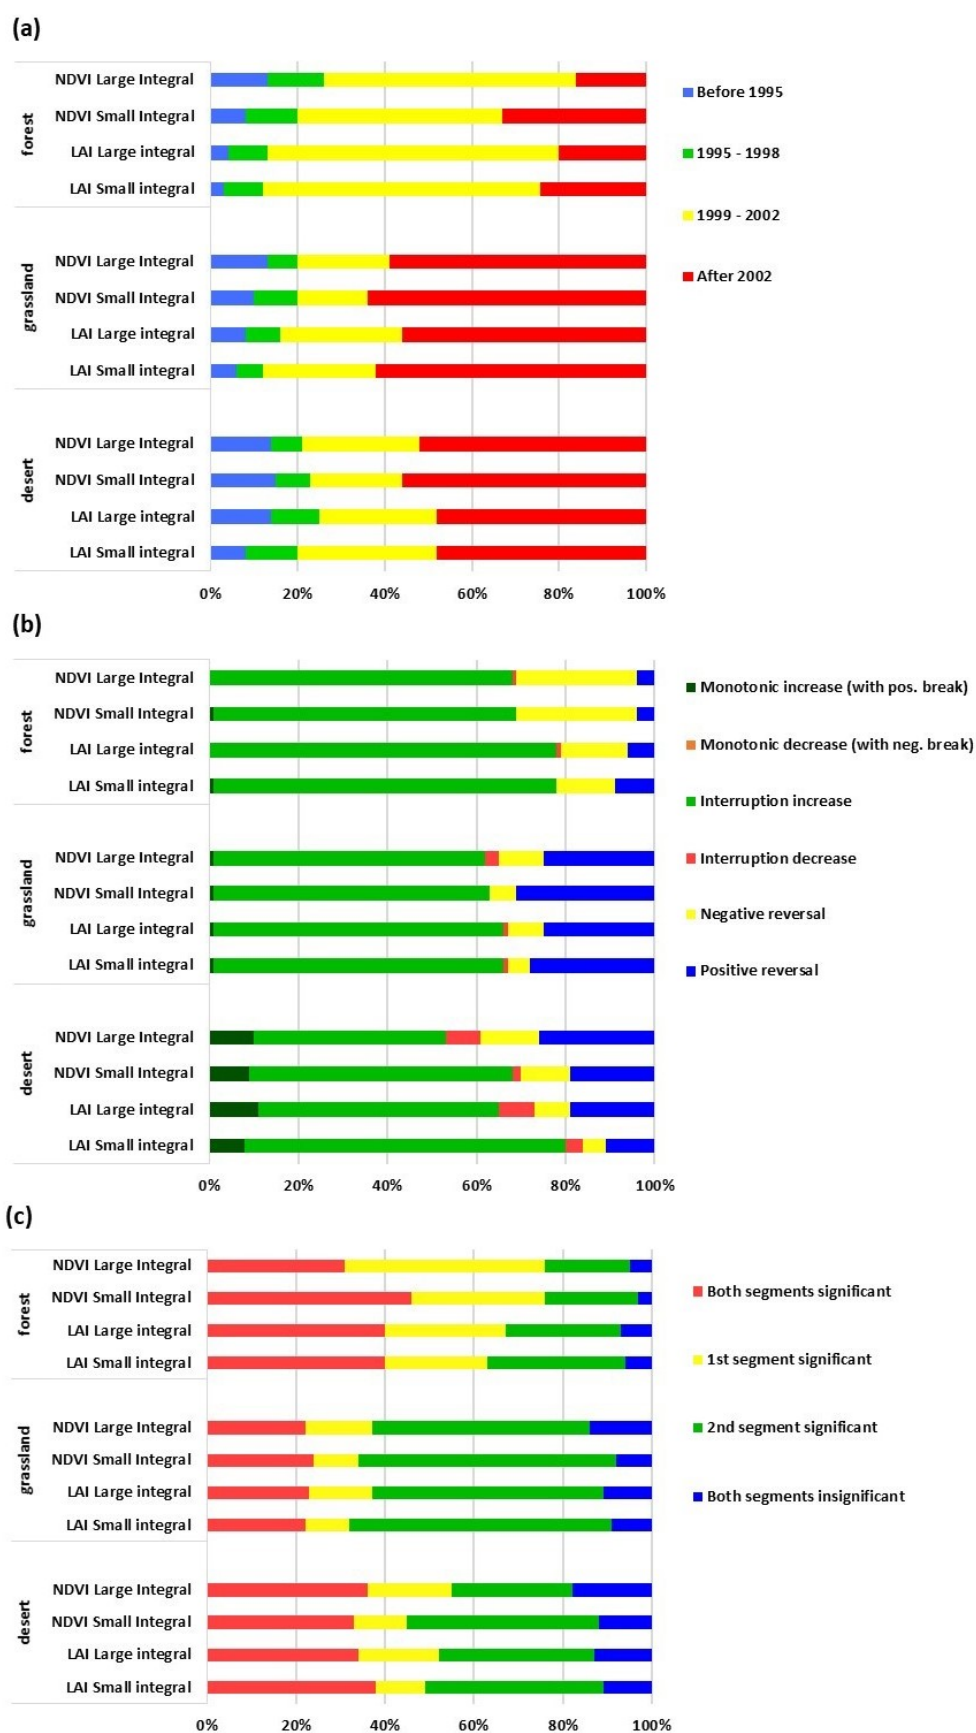 (a)
forest
NDVI Large Integral
NDVI Small Integral
LAI Large integral
LAI Small integral
grassland
NDVI Large Integral
NDVI Small Integral
LAI Large integral
LAI Small integral
desert
NDVI Large Integral
NDVI Small Integral
LAI Large integral
LAI Small integral
0% 20% 40% 60% 80% 100%
Before 1995
1995 - 1998
1999 - 2002
After 2002
(b)
forest
NDVI Large Integral
NDVI Small Integral
LAI Large integral
LAI Small integral
grassland
NDVI Large Integral
NDVI Small Integral
LAI Large integral
LAI Small integral
desert
NDVI Large Integral
NDVI Small Integral
LAI Large integral
LAI Small integral
0% 20% 40% 60% 80% 100%
Monotonic increase (with pos. break)
Monotonic decrease (with neg. break)
Interruption increase
Interruption decrease
Negative reversal
Positive reversal
(c)
forest
NDVI Large Integral
NDVI Small Integral
LAI Large integral
LAI Small integral
grassland
NDVI Large Integral
NDVI Small Integral
LAI Large integral
LAI Small integral
desert
NDVI Large Integral
NDVI Small Integral
LAI Large integral
LAI Small integral
0% 20% 40% 60% 80% 100%
Both segments significant
1st segment significant
2nd segment significant
Both segments insignificant